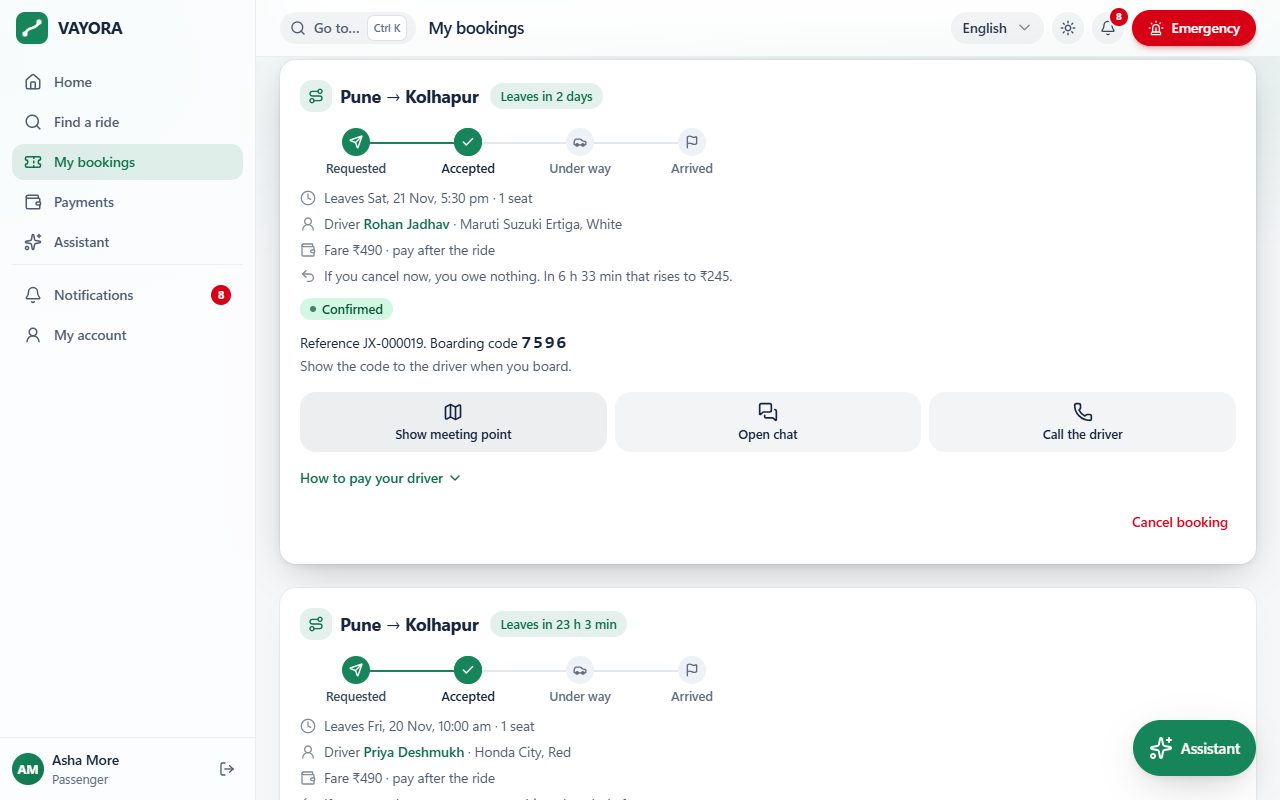 VAYORA
Go to... Ctrl K
My bookings
English
8
Emergency
Home
Find a ride
My bookings
Payments
Assistant
Notifications 8
My account
AM
Asha More
Passenger
Pune → Kolhapur Leaves in 2 days
Requested Accepted Under way Arrived
Leaves Sat, 21 Nov, 5:30 pm · 1 seat
Driver Rohan Jadhav · Maruti Suzuki Ertiga, White
Fare ₹490 · pay after the ride
If you cancel now, you owe nothing. In 6 h 33 min that rises to ₹245.
Confirmed
Reference JX-000019. Boarding code 7596
Show the code to the driver when you board.
Show meeting point Open chat Call the driver
How to pay your driver
Cancel booking
Pune → Kolhapur Leaves in 23 h 3 min
Requested Accepted Under way Arrived
Leaves Fri, 20 Nov, 10:00 am · 1 seat
Driver Priya Deshmukh · Honda City, Red
Fare ₹490 · pay after the ride
Assistant